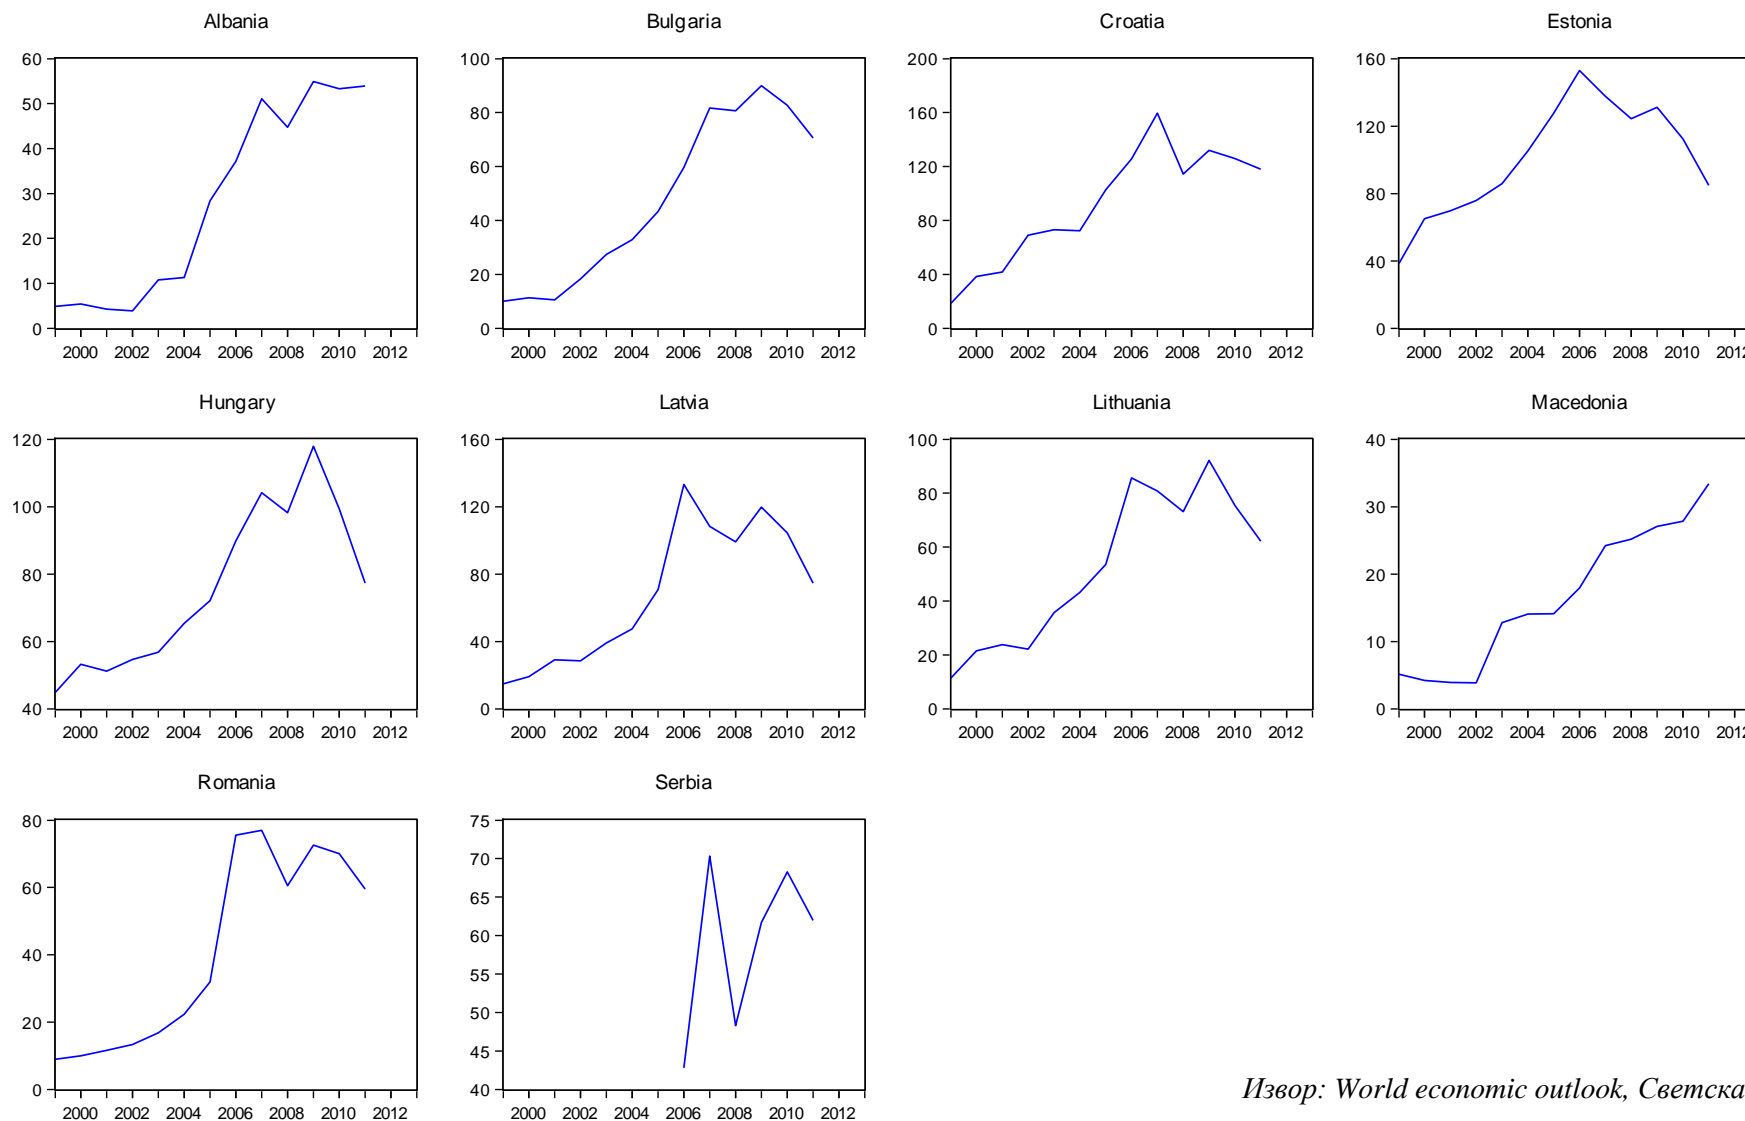 Albania Bulgaria Croatia Estonia
60 100 200 160
50 80 160 120
40 60 120 80
30 40 80 40
20 20 40 0
10 0 0
0
2000 2002 2004 2006 2008 2010 2012 2000 2002 2004 2006 2008 2010 2012 2000 2002 2004 2006 2008 2010 2012 2000 2002 2004 2006 2008 2010 2012
Hungary Latvia Lithuania Macedonia
120 160 100 40
100 120 80 30
80 80 60 20
60 40 40 10
40 0 20 0
0
2000 2002 2004 2006 2008 2010 2012 2000 2002 2004 2006 2008 2010 2012 2000 2002 2004 2006 2008 2010 2012 2000 2002 2004 2006 2008 2010 2012
Romania Serbia
80 75
60 70
40 65
20 60
0 55
50
45
40
2000 2002 2004 2006 2008 2010 2012 2000 2002 2004 2006 2008 2010 2012
Извор: World economic outlook, Светска